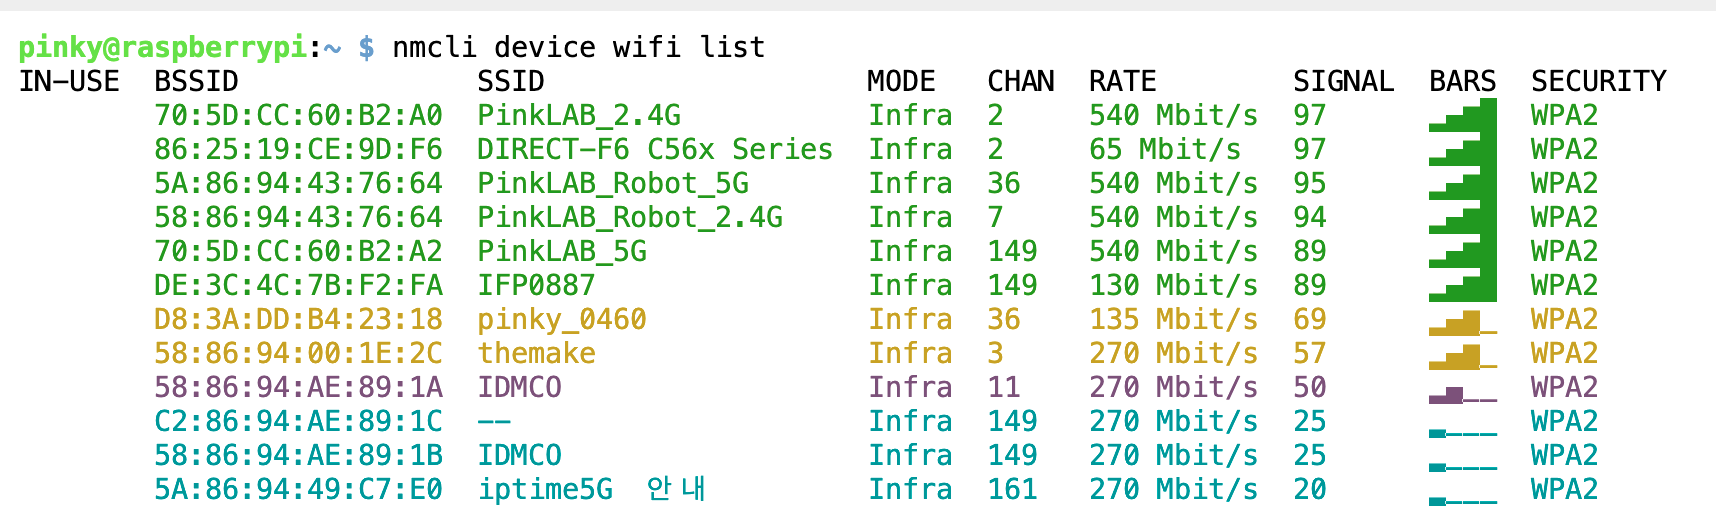 pinky@raspberrypi:~ $ nmcli device wifi list
IN-USE  BSSID              SSID                   MODE   CHAN  RATE        SIGNAL  BARS  SECURITY
        70:5D:CC:60:B2:A0  PinkLAB_2.4G           Infra  2     540 Mbit/s  97      ▂▄▆█  WPA2
        86:25:19:CE:9D:F6  DIRECT-F6 C56x Series  Infra  2     65 Mbit/s   97      ▂▄▆█  WPA2
        5A:86:94:43:76:64  PinkLAB_Robot_5G       Infra  36    540 Mbit/s  95      ▂▄▆█  WPA2
        58:86:94:43:76:64  PinkLAB_Robot_2.4G     Infra  7     540 Mbit/s  94      ▂▄▆█  WPA2
        70:5D:CC:60:B2:A2  PinkLAB_5G             Infra  149   540 Mbit/s  89      ▂▄▆█  WPA2
        DE:3C:4C:7B:F2:FA  IFP0887                Infra  149   130 Mbit/s  89      ▂▄▆█  WPA2
        D8:3A:DD:B4:23:18  pinky_0460             Infra  36    135 Mbit/s  69      ▂▄▆_  WPA2
        58:86:94:00:1E:2C  themake                Infra  3     270 Mbit/s  57      ▂▄▆_  WPA2
        58:86:94:AE:89:1A  IDMCO                  Infra  11    270 Mbit/s  50      ▂▄__  WPA2
        C2:86:94:AE:89:1C  --                     Infra  149   270 Mbit/s  25      ▂___  WPA2
        58:86:94:AE:89:1B  IDMCO                  Infra  149   270 Mbit/s  25      ▂___  WPA2
        5A:86:94:49:C7:E0  iptime5G  안내         Infra  161   270 Mbit/s  20      ▂___  WPA2